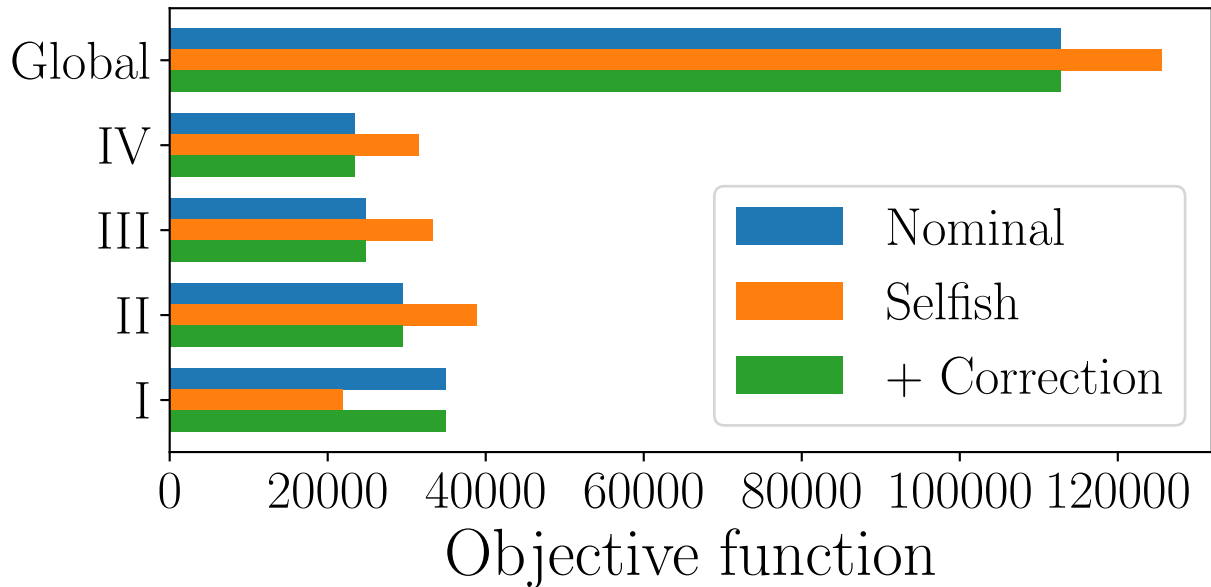 Global
IV
III
II
I
Nominal
Selfish
+ Correction
0 20000 40000 60000 80000 100000 120000
Objective function